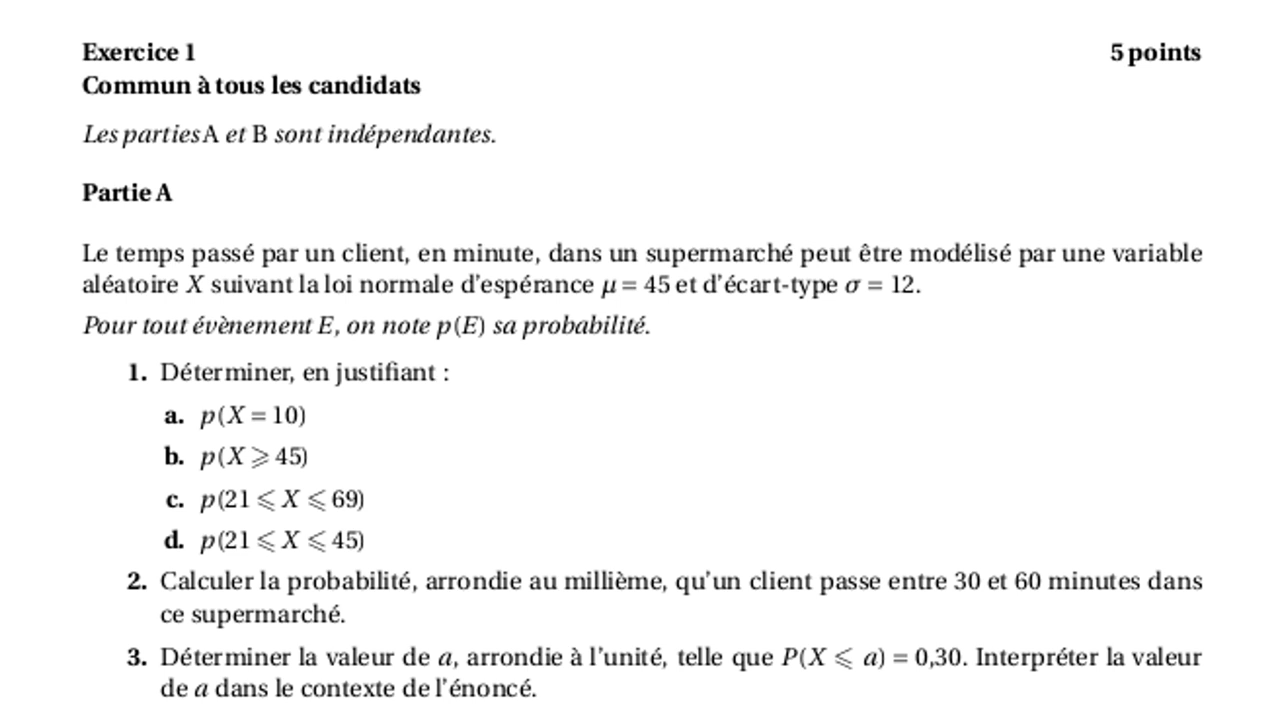 Exercice 1 5 points
Commun à tous les candidats
Les parties A et B sont indépendantes.
Partie A
Le temps passé par un client, en minute, dans un supermarché peut être modélisé par une variable
aléatoire X suivant la loi normale d'espérance μ = 45 et d'écart-type σ = 12.
Pour tout évènement E, on note p(E) sa probabilité.
1. Déterminer, en justifiant :
a. p(X = 10)
b. p(X ⩾ 45)
c. p(21 ⩽ X ⩽ 69)
d. p(21 ⩽ X ⩽ 45)
2. Calculer la probabilité, arrondie au millième, qu'un client passe entre 30 et 60 minutes dans
ce supermarché.
3. Déterminer la valeur de a, arrondie à l'unité, telle que P(X ⩽ a) = 0,30. Interpréter la valeur
de a dans le contexte de l'énoncé.